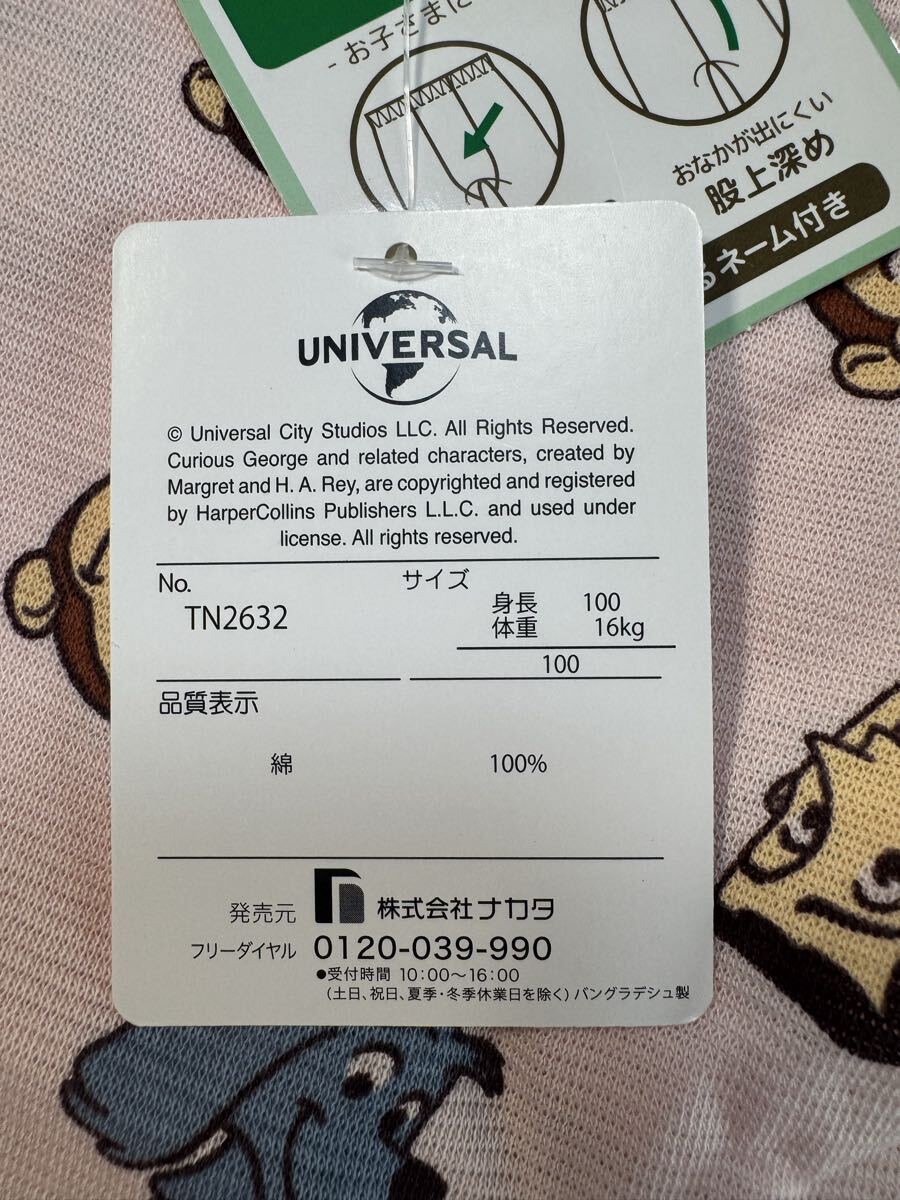 - お子さまに
おなかが出にくい
股上深め
るネーム付き
UNIVERSAL
© Universal City Studios LLC. All Rights Reserved.
Curious George and related characters, created by
Margret and H. A. Rey, are copyrighted and registered
by HarperCollins Publishers L.L.C. and used under
license. All rights reserved.
No. サイズ
TN2632
身長 100
体重 16kg
100
品質表示
綿 100%
発売元 株式会社ナカタ
フリーダイヤル 0120-039-990
●受付時間 10:00〜16:00
(土日、祝日、夏季・冬季休業日を除く) バングラデシュ製